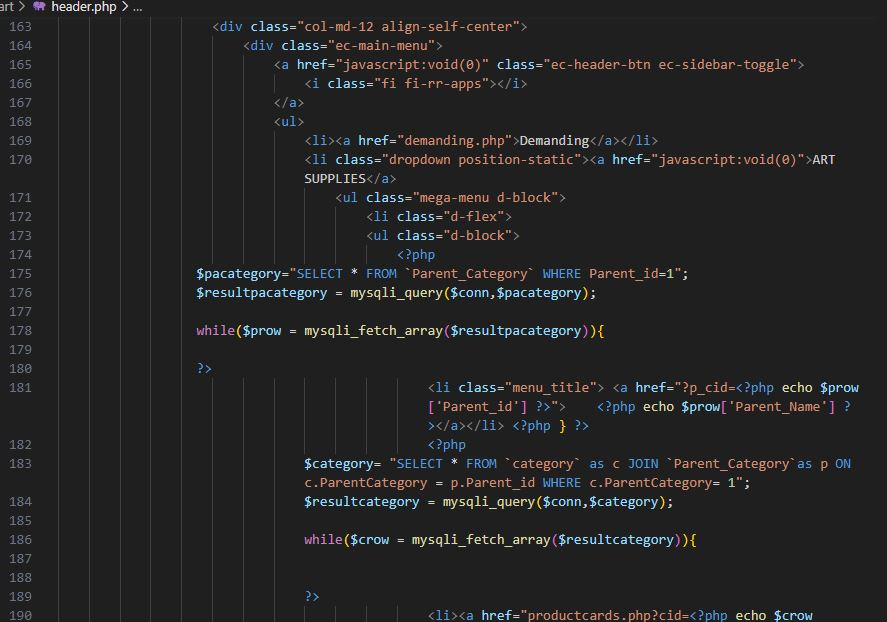 art > header.php > ...
163 <div class="col-md-12 align-self-center">
164 <div class="ec-main-menu">
165 <a href="javascript:void(0)" class="ec-header-btn ec-sidebar-toggle">
166 <i class="fi fi-rr-apps"></i>
167 </a>
168 <ul>
169 <li><a href="demanding.php">Demanding</a></li>
170 <li class="dropdown position-static"><a href="javascript:void(0)">ART
SUPPLIES</a>
171 <ul class="mega-menu d-block">
172 <li class="d-flex">
173 <ul class="d-block">
174 <?php
175 $pacategory="SELECT * FROM `Parent_Category` WHERE Parent_id=1";
176 $resultpacategory = mysqli_query($conn,$pacategory);
177
178 while($prow = mysqli_fetch_array($resultpacategory)){
179
180 ?>
181 <li class="menu_title"> <a href="?p_cid=<?php echo $prow
['Parent_id'] ?>"> <?php echo $prow['Parent_Name'] ?
></a></li> <?php } ?>
182 <?php
183 $category= "SELECT * FROM `category` as c JOIN `Parent_Category`as p ON
c.ParentCategory = p.Parent_id WHERE c.ParentCategory= 1";
184 $resultcategory = mysqli_query($conn,$category);
185
186 while($crow = mysqli_fetch_array($resultcategory)){
187
188
189 ?>
190 <li><a href="productcards.php?cid=<?php echo $crow